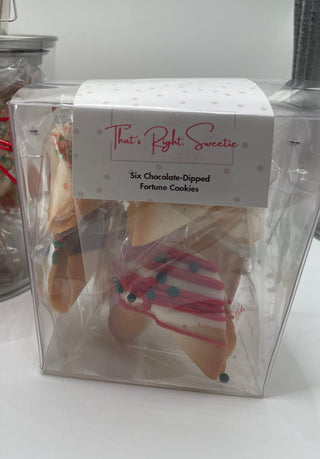 That's Right, Sweetie
Six Chocolate-Dipped
Fortune Cookies